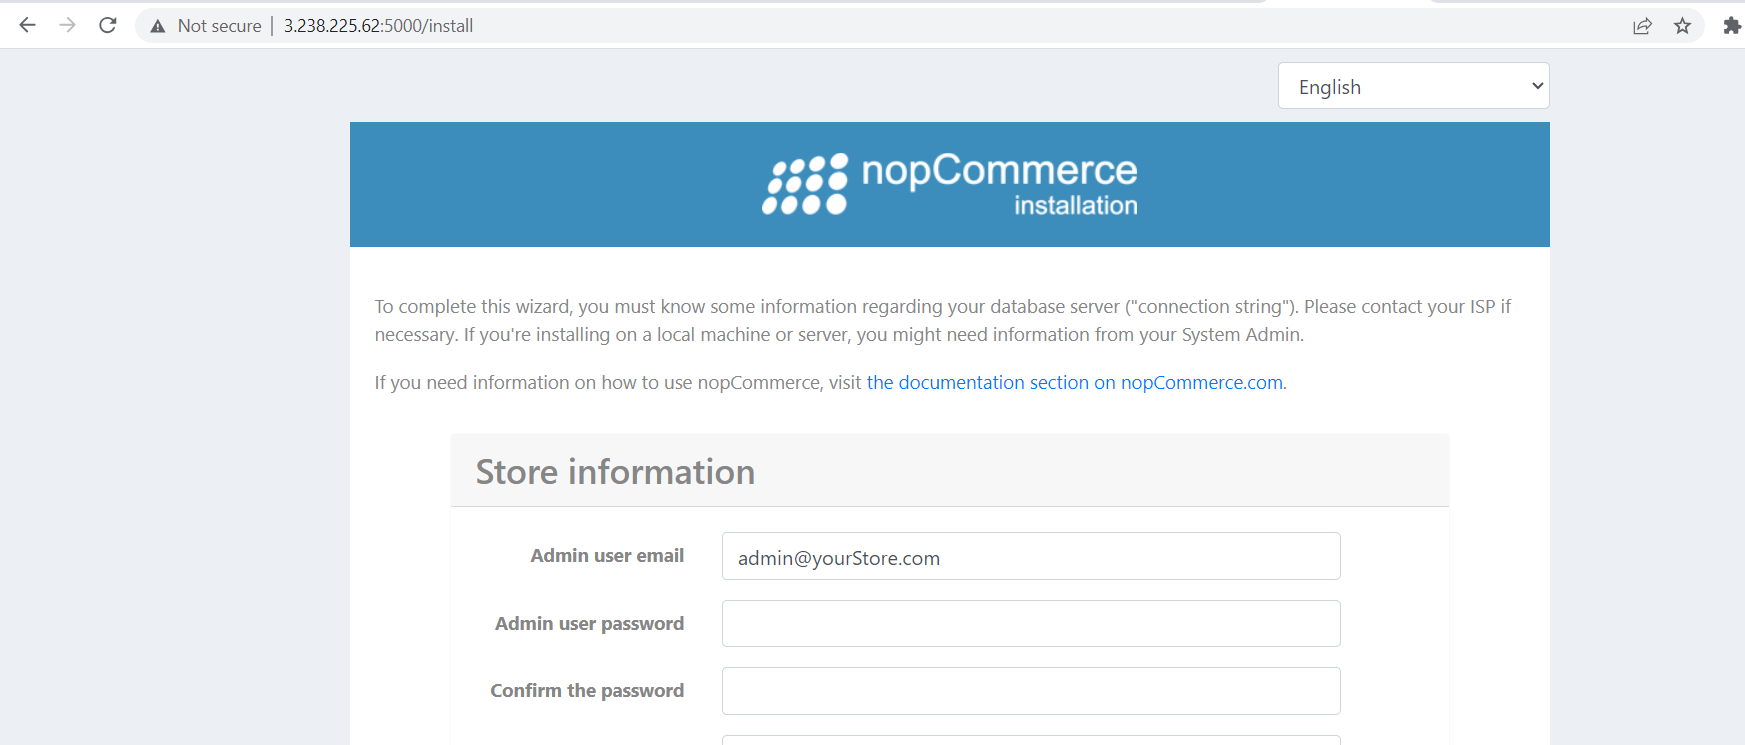 Not secure | 3.238.225.62:5000/install
English
nopCommerce
installation
To complete this wizard, you must know some information regarding your database server ("connection string"). Please contact your ISP if
necessary. If you're installing on a local machine or server, you might need information from your System Admin.
If you need information on how to use nopCommerce, visit the documentation section on nopCommerce.com.
Store information
Admin user email
admin@yourStore.com
Admin user password
Confirm the password